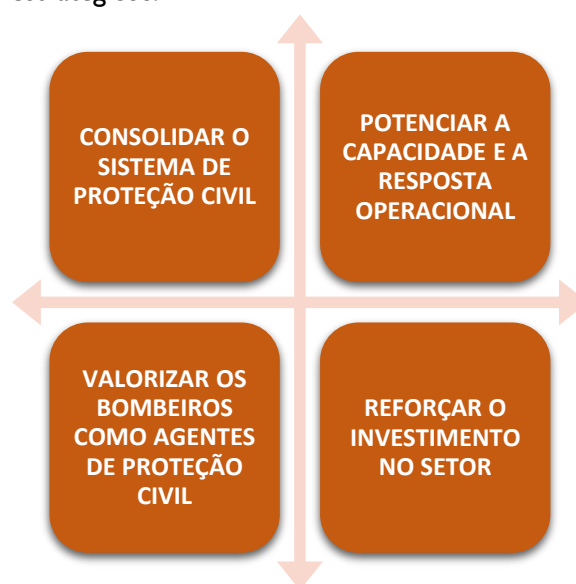 CONSOLIDAR O
SISTEMA DE
PROTEÇÃO CIVIL
POTENCIAR A
CAPACIDADE E A
RESPOSTA
OPERACIONAL
VALORIZAR OS
BOMBEIROS
COMO AGENTES
DE PROTEÇÃO
CIVIL
REFORÇAR O
INVESTIMENTO
NO SETOR